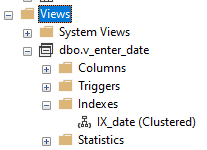 Views
System Views
dbo.v_enter_date
Columns
Triggers
Indexes
IX_date (Clustered)
Statistics